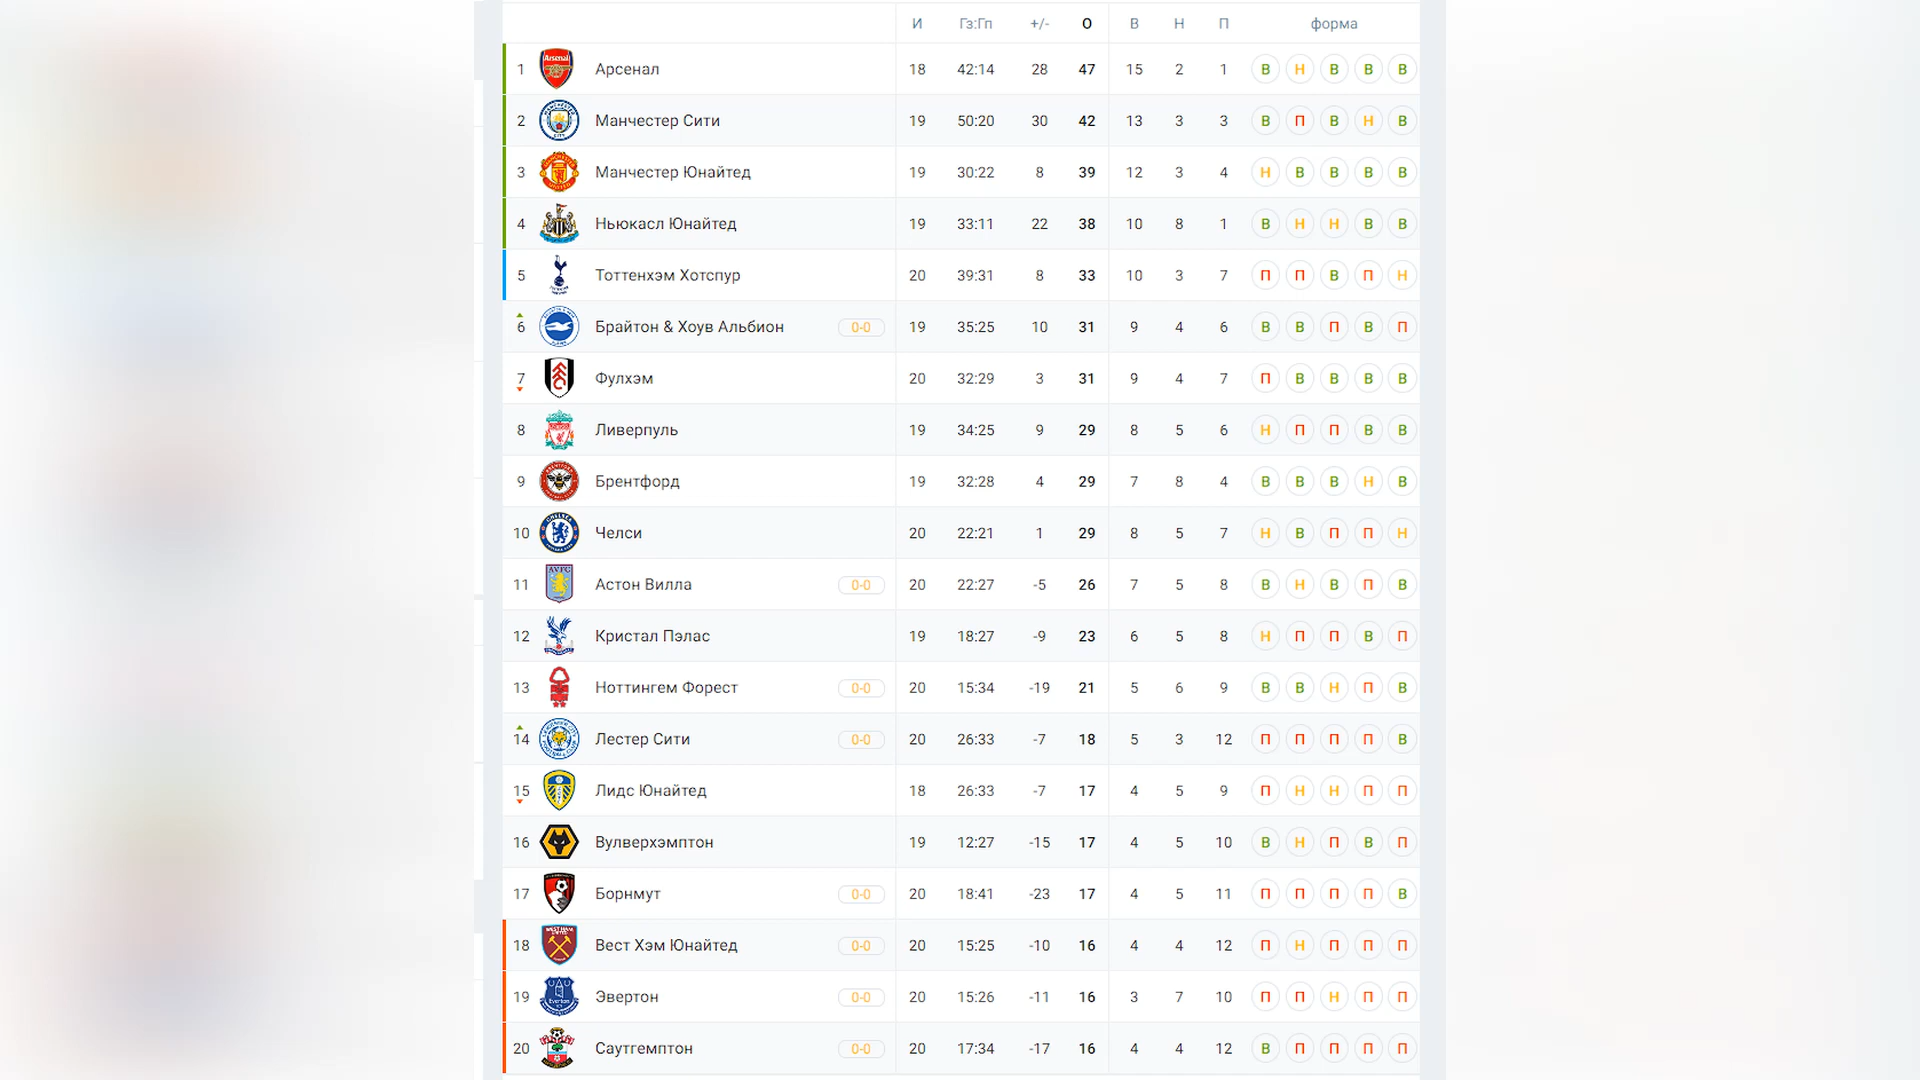 И Гз:Гп +/- О В Н П форма
1 Арсенал 18 42:14 28 47 15 2 1 В Н В В В
2 Манчестер Сити 19 50:20 30 42 13 3 3 В П В Н В
3 Манчестер Юнайтед 19 30:22 8 39 12 3 4 Н В В В В
4 Ньюкасл Юнайтед 19 33:11 22 38 10 8 1 В Н Н В В
5 Тоттенхэм Хотспур 20 39:31 8 33 10 3 7 П П В П Н
6 Брайтон & Хоув Альбион 0-0 19 35:25 10 31 9 4 6 В В П В П
7 Фулхэм 20 32:29 3 31 9 4 7 П В В В В
8 Ливерпуль 19 34:25 9 29 8 5 6 Н П П В В
9 Брентфорд 19 32:28 4 29 7 8 4 В В В Н В
10 Челси 20 22:21 1 29 8 5 7 Н В П П Н
11 Астон Вилла 0-0 20 22:27 -5 26 7 5 8 В Н В П В
12 Кристал Пэлас 19 18:27 -9 23 6 5 8 Н П П В П
13 Ноттингем Форест 0-0 20 15:34 -19 21 5 6 9 В В Н П В
14 Лестер Сити 0-0 20 26:33 -7 18 5 3 12 П П П П В
15 Лидс Юнайтед 18 26:33 -7 17 4 5 9 П Н Н П П
16 Вулверхэмптон 19 12:27 -15 17 4 5 10 В Н П В П
17 Борнмут 0-0 20 18:41 -23 17 4 5 11 П П П П В
18 Вест Хэм Юнайтед 0-0 20 15:25 -10 16 4 4 12 П Н П П П
19 Эвертон 0-0 20 15:26 -11 16 3 7 10 П П Н П П
20 Саутгемптон 0-0 20 17:34 -17 16 4 4 12 В П П П П